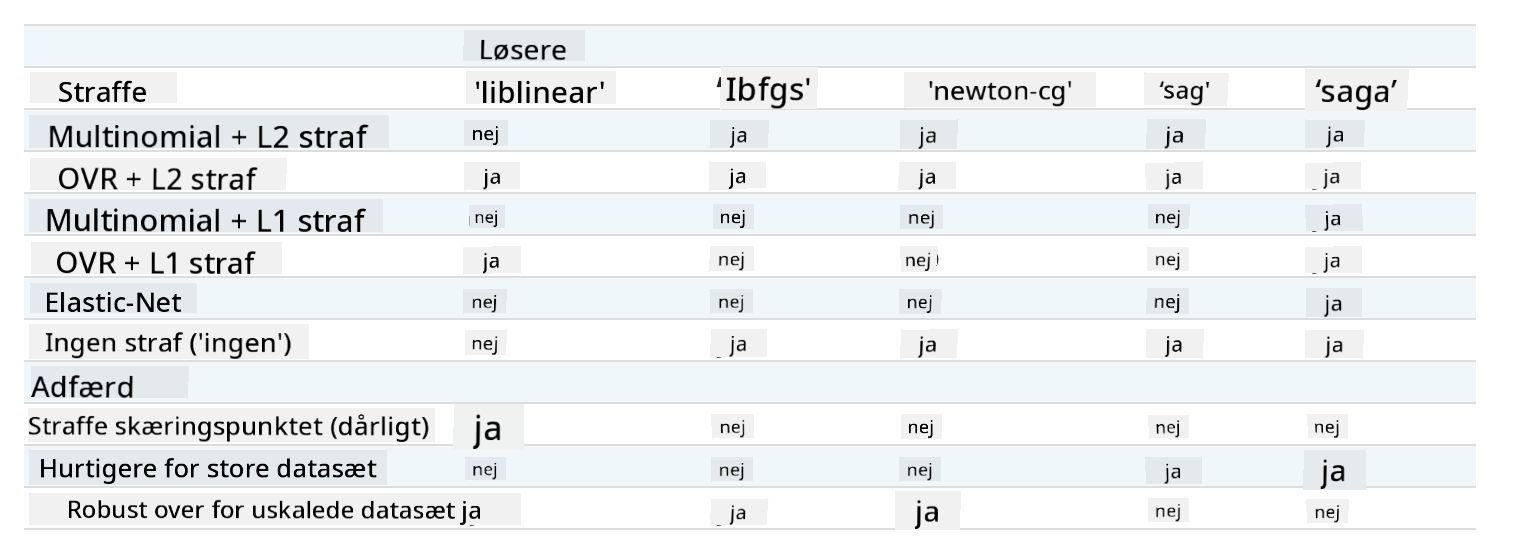 Løsere
Straffe 'liblinear' ‘Ibfgs' 'newton-cg' ‘sag' ‘saga’
Multinomial + L2 straf nej ja ja ja ja
OVR + L2 straf ja ja ja ja ja
Multinomial + L1 straf nej nej nej nej ja
OVR + L1 straf ja nej nej nej ja
Elastic-Net nej nej nej nej ja
Ingen straf ('ingen') nej ja ja ja ja
Adfærd
Straffe skæringspunktet (dårligt) ja nej nej nej nej
Hurtigere for store datasæt nej nej nej ja ja
Robust over for uskalede datasæt ja ja ja nej nej